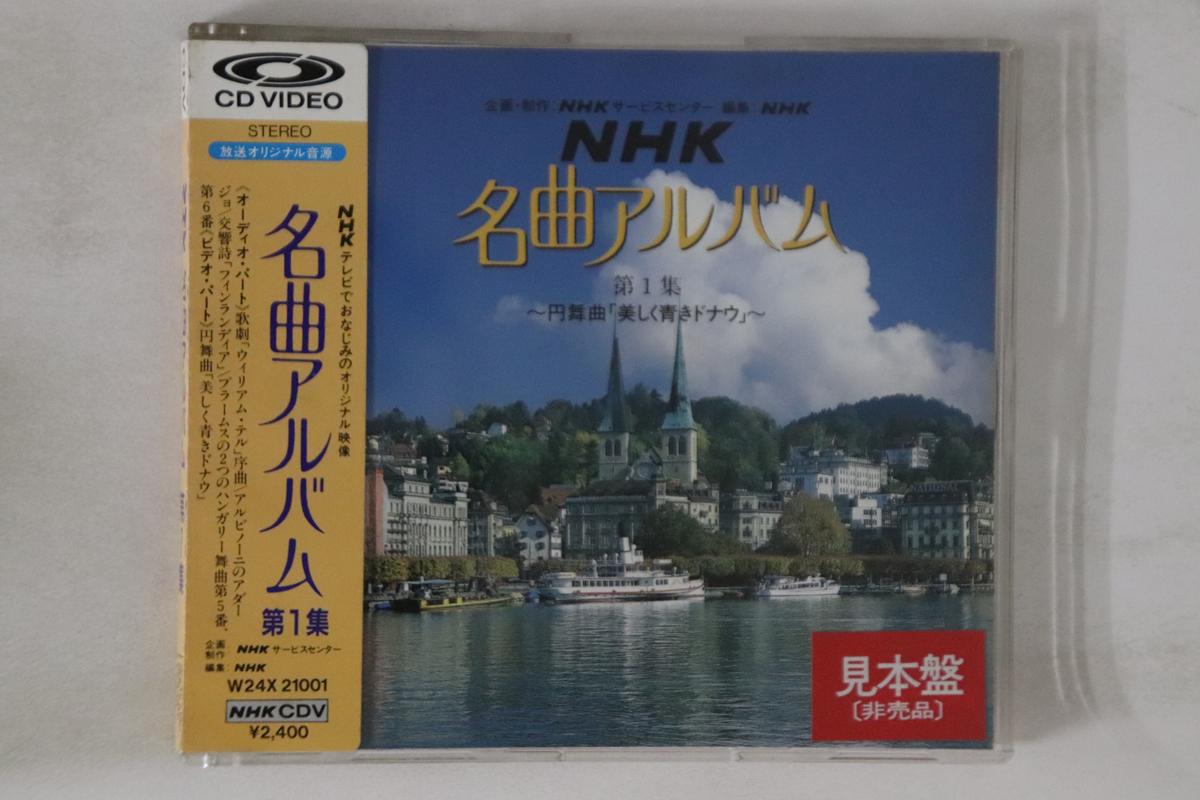 CD VIDEO
STEREO
放送オリジナル音源
NHKテレビでおなじみのオリジナル映像
名曲アルバム
第1集
《オーディオ・パート》歌劇「ウィリアム・テル」序曲/アルビノーニのアダー
ジョ/交響詩「フィンランディア」/ブラームスの2つのハンガリー舞曲第5番、
第6番《ビデオ・パート》円舞曲「美しく青きドナウ」
企画・制作:NHKサービスセンター
編集:NHK
W24X 21001
NHK CDV
¥2,400
企画・制作:NHKサービスセンター 編集:NHK
NHK
名曲アルバム
第1集
~円舞曲「美しく青きドナウ」~
NATIONAL
見本盤
〔非売品〕